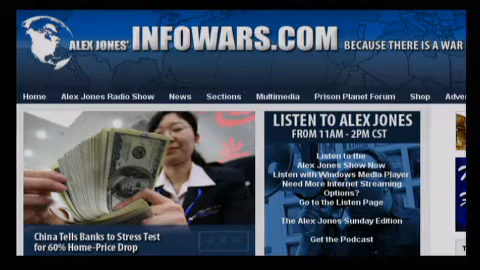 ALEX JONES' INFOWARS.COM BECAUSE THERE IS A WAR
Home Alex Jones Radio Show News Sections Multimedia Prison Planet Forum Shop Adve
China Tells Banks to Stress Test
for 60% Home-Price Drop
LISTEN TO ALEX JONES
FROM 11AM - 2PM CST
Listen to the
Alex Jones Show Now
Listen with Windows Media Player
Need More Internet Streaming
Options?
Go to the Listen Page
The Alex Jones Sunday Edition
Get the Podcast